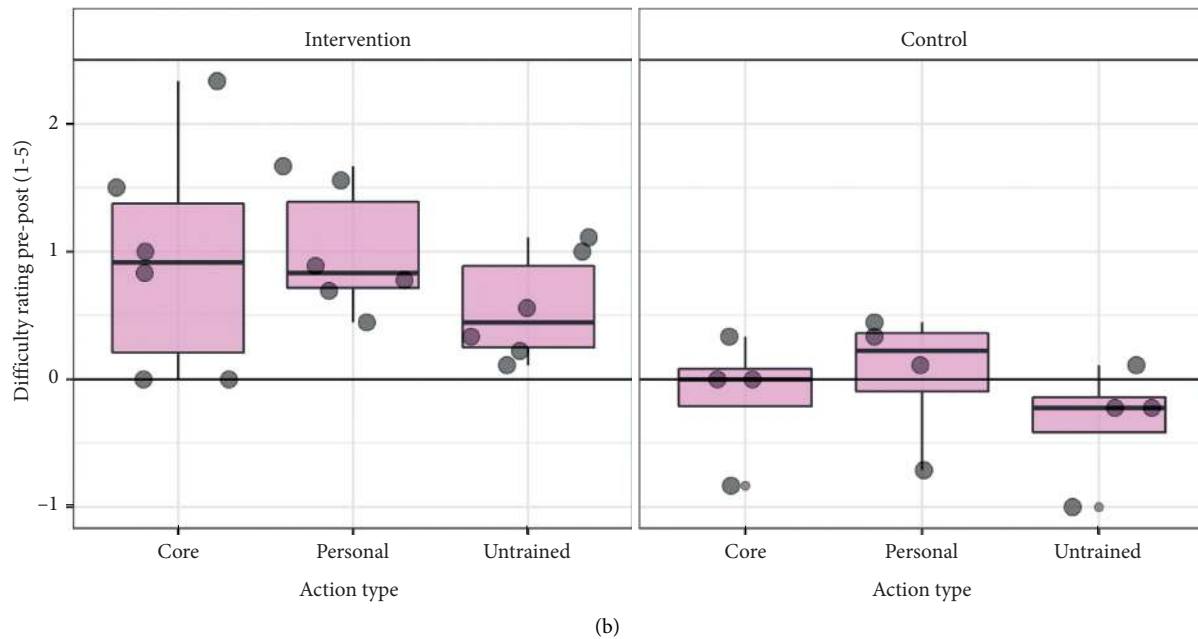 Intervention
Control
Difficulty rating pre-post (1-5)
2
1
0
−1
Core
Personal
Untrained
Core
Personal
Untrained
Action type
Action type
(b)